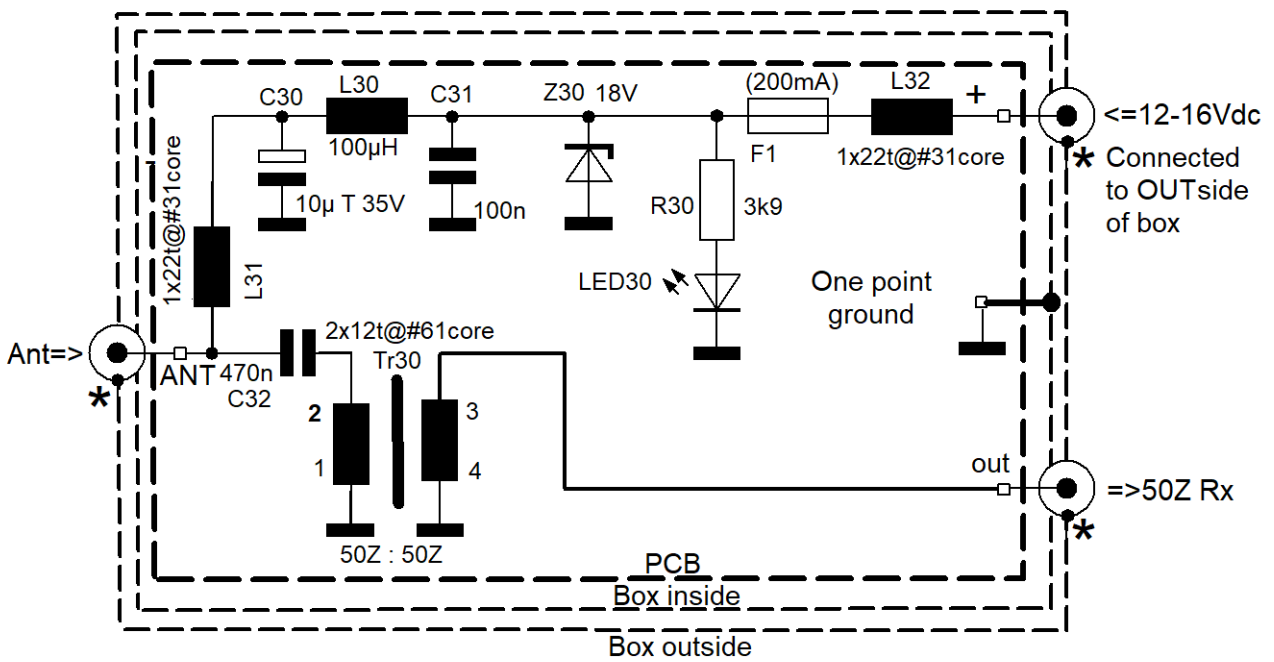 (200mA)
L32
C30
L30
C31
Z30 18V
+
<=12-16Vdc
100µH
F1
1x22t@#31core
* Connected
to OUTside
of box
1x22t@#31core
10µ T 35V
100n
R30
3k9
L31
LED30
One point
ground
2x12t@#61core
Tr30
Ant=>
ANT
470n
C32
*
2
3
1
4
out
=>50Z Rx
*
50Z : 50Z
PCB
Box inside
Box outside